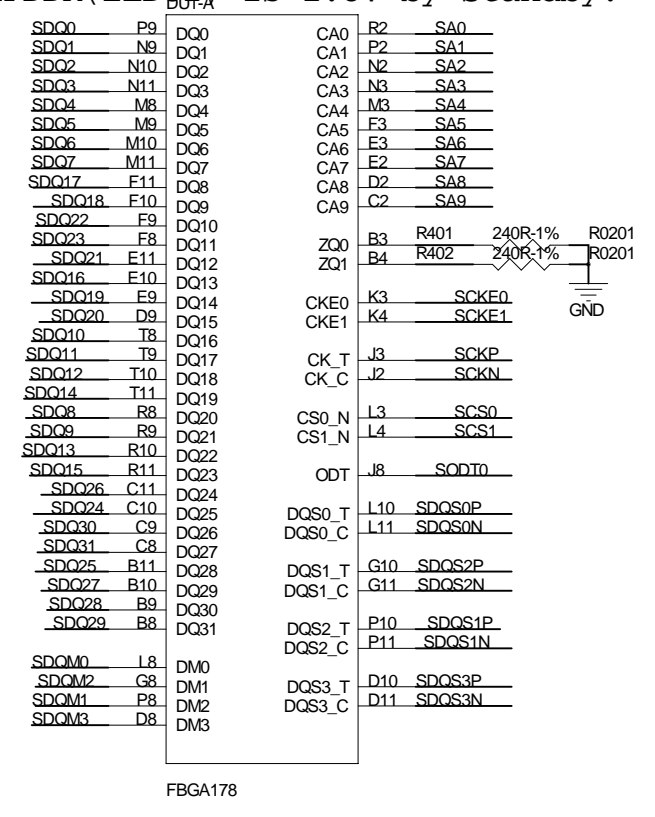 DUT-A
SDQ0 P9 DQ0 CA0 R2 SA0
SDQ1 N9 DQ1 CA1 P2 SA1
SDQ2 N10 DQ2 CA2 N2 SA2
SDQ3 N11 DQ3 CA3 N3 SA3
SDQ4 M8 DQ4 CA4 M3 SA4
SDQ5 M9 DQ5 CA5 F3 SA5
SDQ6 M10 DQ6 CA6 E3 SA6
SDQ7 M11 DQ7 CA7 E2 SA7
SDQ17 F11 DQ8 CA8 D2 SA8
SDQ18 F10 DQ9 CA9 C2 SA9
SDQ22 F9 DQ10
SDQ23 F8 DQ11 ZQ0 B3 R401 240R-1% R0201
SDQ21 E11 DQ12 ZQ1 B4 R402 240R-1% R0201
SDQ16 E10 DQ13
SDQ19 E9 DQ14 CKE0 K3 SCKE0
SDQ20 D9 DQ15 CKE1 K4 SCKE1 GND
SDQ10 T8 DQ16
SDQ11 T9 DQ17 CK_T J3 SCKP
SDQ12 T10 DQ18 CK_C J2 SCKN
SDQ14 T11 DQ19
SDQ8 R8 DQ20 CS0_N L3 SCS0
SDQ9 R9 DQ21 CS1_N L4 SCS1
SDQ13 R10 DQ22
SDQ15 R11 DQ23 ODT J8 SODT0
SDQ26 C11 DQ24
SDQ24 C10 DQ25 DQS0_T L10 SDQS0P
SDQ30 C9 DQ26 DQS0_C L11 SDQS0N
SDQ31 C8 DQ27
SDQ25 B11 DQ28 DQS1_T G10 SDQS2P
SDQ27 B10 DQ29 DQS1_C G11 SDQS2N
SDQ28 B9 DQ30
SDQ29 B8 DQ31 DQS2_T P10 SDQS1P
DQS2_C P11 SDQS1N
SDQM0 L8 DM0
SDQM2 G8 DM1 DQS3_T D10 SDQS3P
SDQM1 P8 DM2 DQS3_C D11 SDQS3N
SDQM3 D8 DM3
FBGA178